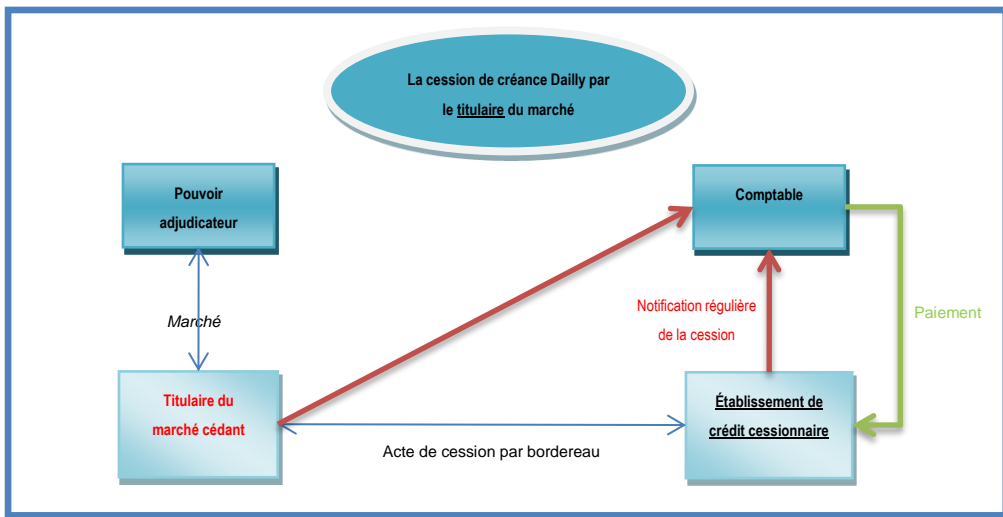 La cession de créance Dailly par
le titulaire du marché
Pouvoir
adjudicateur
Comptable
Marché
Notification régulière
de la cession
Paiement
Titulaire du
marché cédant
Établissement de
crédit cessionnaire
Acte de cession par bordereau